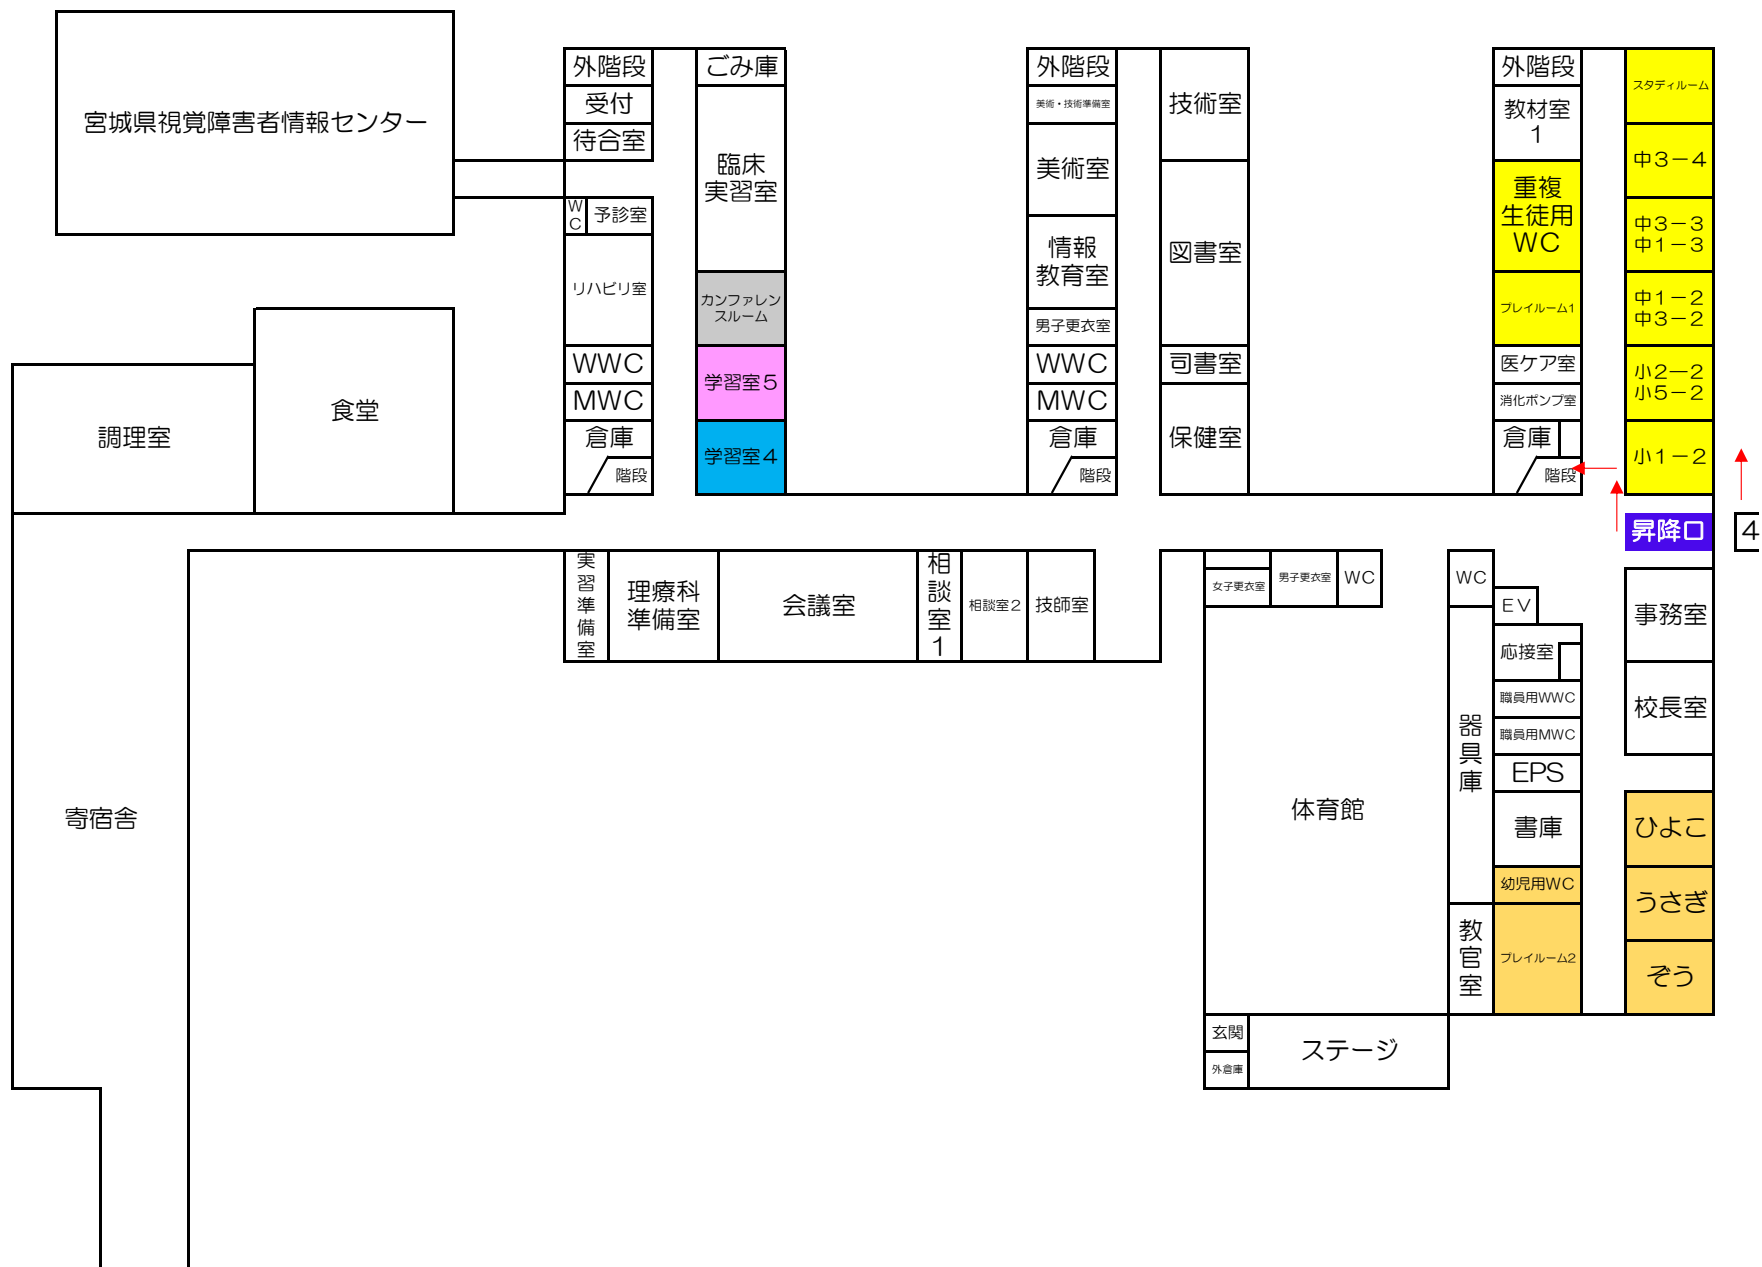 宮城県視覚障害者情報センター
外階段
受付
待合室
W
C
予診室
リハビリ室
WWC
MWC
倉庫
階段
ごみ庫
臨床
実習室
カンファレン
スルーム
学習室5
学習室4
調理室
食堂
寄宿舎
外階段
美術・技術準備室
美術室
情報
教育室
男子更衣室
WWC
MWC
倉庫
階段
技術室
図書室
司書室
保健室
外階段
教材室
1
重複
生徒用
WC
プレイルーム1
医ケア室
消化ポンプ室
倉庫
階段
スタディルーム
中3-4
中3-3
中1-3
中1-2
中3-2
小2―2
小5-2
小1-2
昇降口
4
実
習
準
備
室
理療科
準備室
会議室
相
談
室
1
相談室2
技師室
女子更衣室
男子更衣室
WC
WC
EV
応接室
職員用WWC
職員用MWC
EPS
書庫
幼児用WC
プレイルーム2
器
具
庫
教
官
室
体育館
玄関
外倉庫
ステージ
事務室
校長室
ひよこ
うさぎ
ぞう